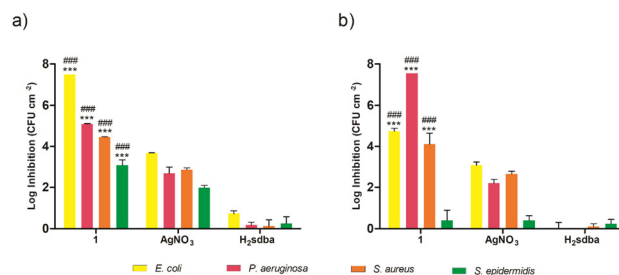 a)
b)
Log Inhibition (CFU cm⁻²)
8
6
4
2
0
###
***
###
***
###
***
###
***
1
AgNO₃
H₂sdba
Log Inhibition (CFU cm⁻²)
8
6
4
2
0
###
***
###
***
###
***
1
AgNO₃
H₂sdba
E. coli
P. aeruginosa
S. aureus
S. epidermidis